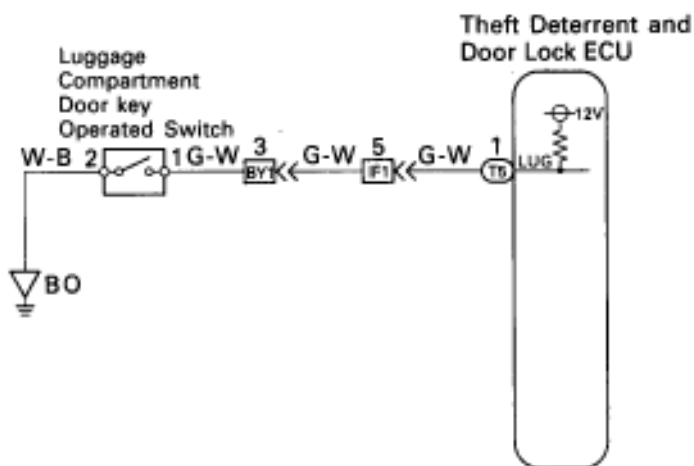 Theft Deterrent and
Door Lock ECU
Luggage
Compartment
Door key
Operated Switch
12V
W-B 2 1 G-W 3 G-W 5 G-W 1
BY1 IF1 T5 LUG
BO